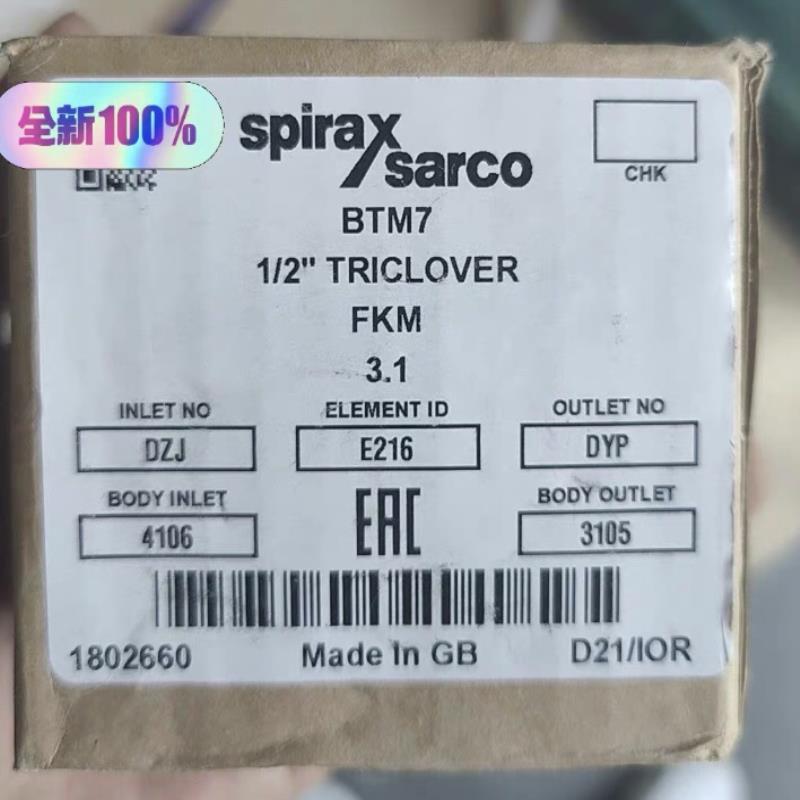 全新100%
spirax
sarco
CHK
BTM7
1/2" TRICLOVER
FKM
3.1
INLET NO
ELEMENT ID
OUTLET NO
DZJ
E216
DYP
BODY INLET
EAC
BODY OUTLET
4106
3105
1802660
Made In GB
D21/IOR